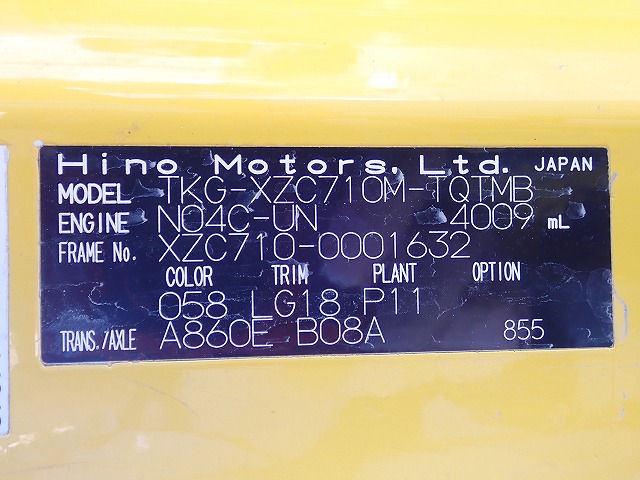 Hino Motors, Ltd. JAPAN
MODEL TKG-XZC710M-TQTMB
ENGINE N04C-UN 4009 mL
FRAME No. XZC710-0001632
COLOR TRIM PLANT OPTION
058 LG18 P11
TRANS./AXLE A860E B08A 855